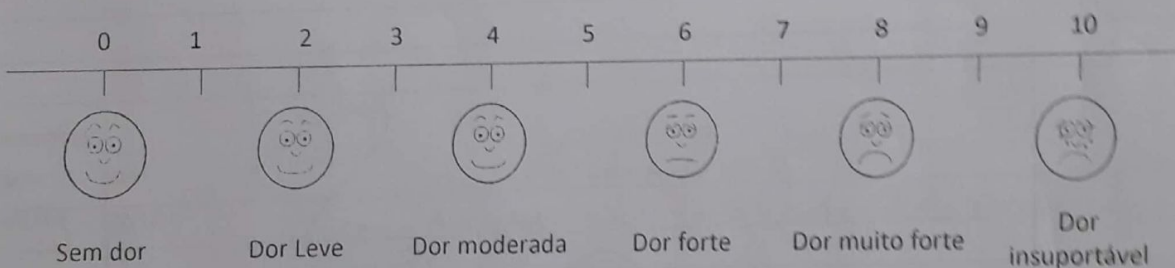 0 1 2 3 4 5 6 7 8 9 10
Sem dor Dor Leve Dor moderada Dor forte Dor muito forte Dor
insuportável